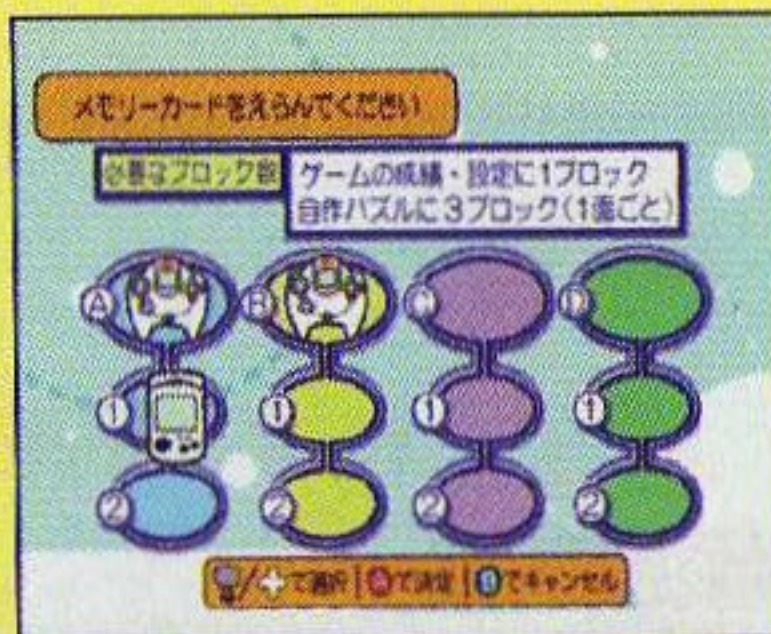 メモリーカードをえらんでください
必要なブロック数
ゲームの成績・設定に1ブロック
自作パズルに3ブロック(1面ごと)
A B C D
1 1 1 1
2 2 2 2
/で選択|Aで決定|Bでキャンセル